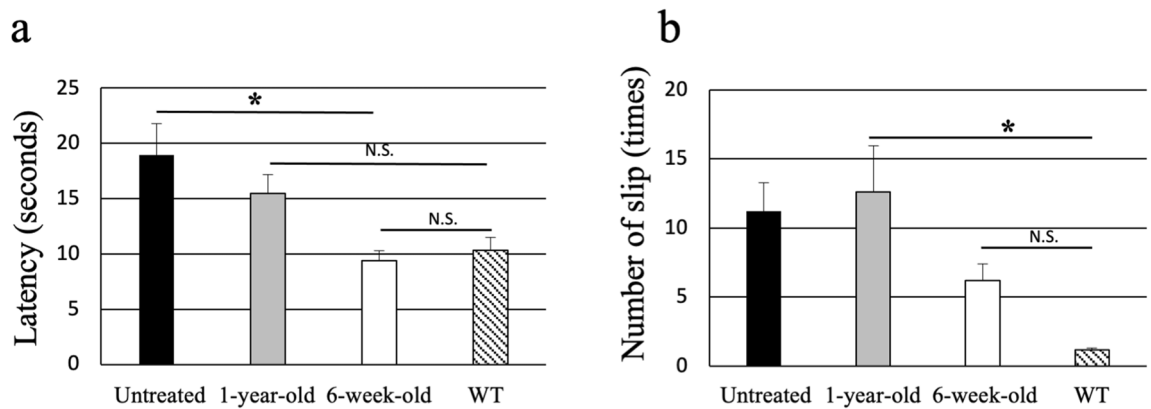 a
Latency (seconds)
25
20
15
10
5
0
*
N.S.
N.S.
Untreated 1-year-old 6-week-old WT
b
Number of slip (times)
20
15
10
5
0
*
N.S.
Untreated 1-year-old 6-week-old WT